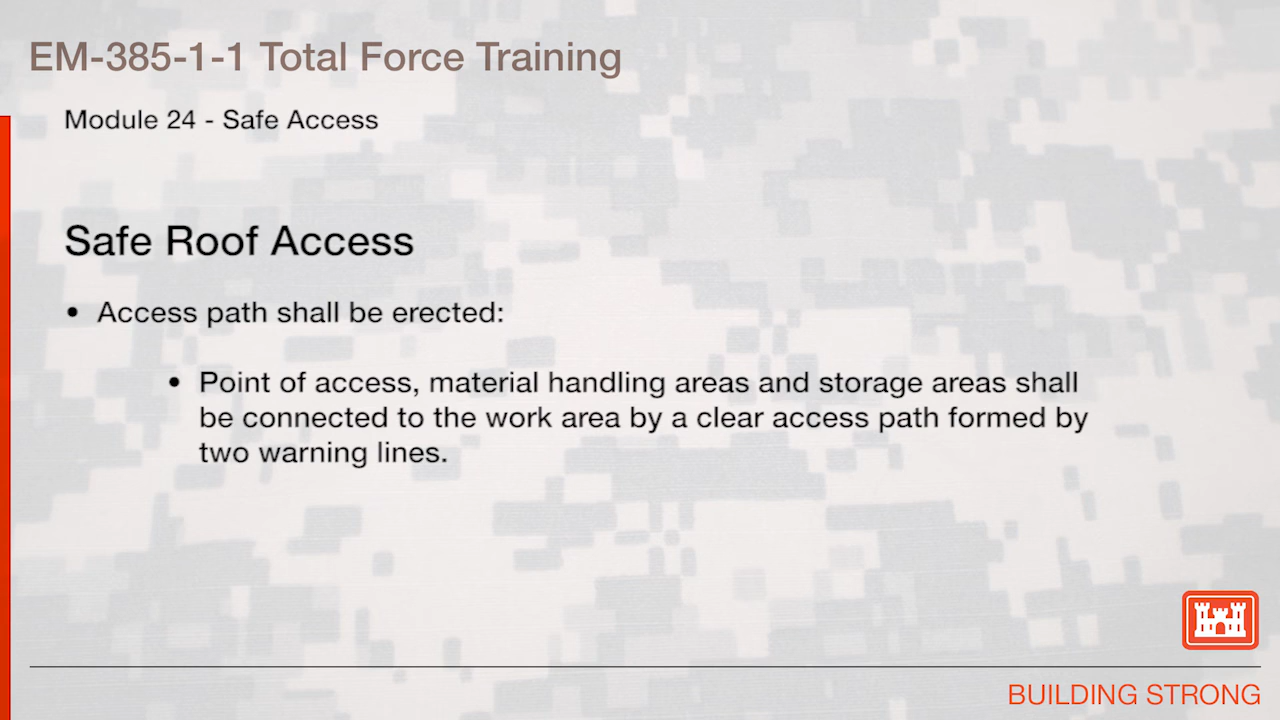 EM-385-1-1 Total Force Training
Module 24 - Safe Access
Safe Roof Access
• Access path shall be erected:
• Point of access, material handling areas and storage areas shall
be connected to the work area by a clear access path formed by
two warning lines.
BUILDING STRONG